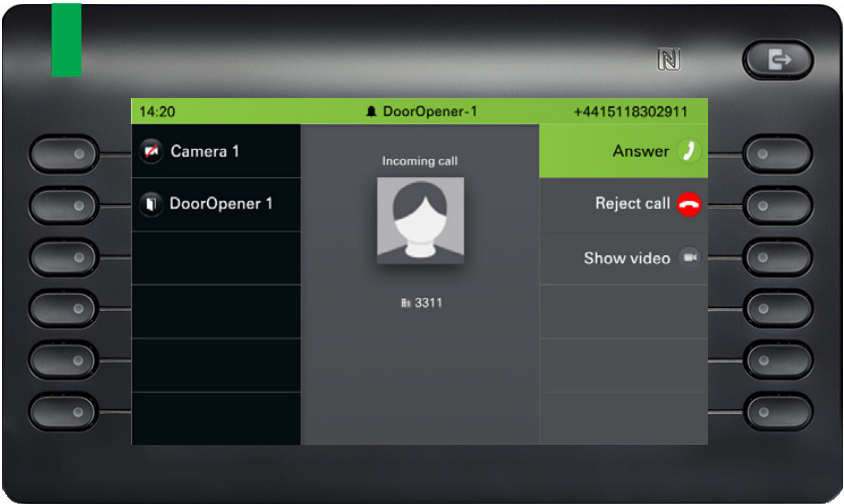 14:20 DoorOpener-1 +4415118302911
Camera 1
DoorOpener 1
Incoming call
3311
Answer
Reject call
Show video